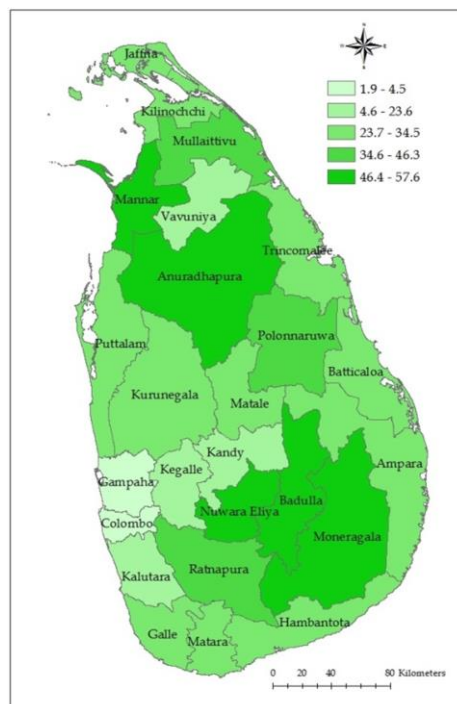 Jaffna
1.9 - 4.5
Kilinochchi
4.6 - 23.6
23.7 - 34.5
Mullaittivu
34.6 - 46.3
46.4 - 57.6
Mannar
Vavuniya
Trincomalee
Anuradhapura
Polonnaruwa
Puttalam
Batticaloa
Kurunegala
Matale
Kandy
Kegalle
Ampara
Gampaha
Badulla
Nuwara Eliya
Colombo
Moneragala
Ratnapura
Kalutara
Hambantota
Galle
Matara
0 20 40 80 Kilometers